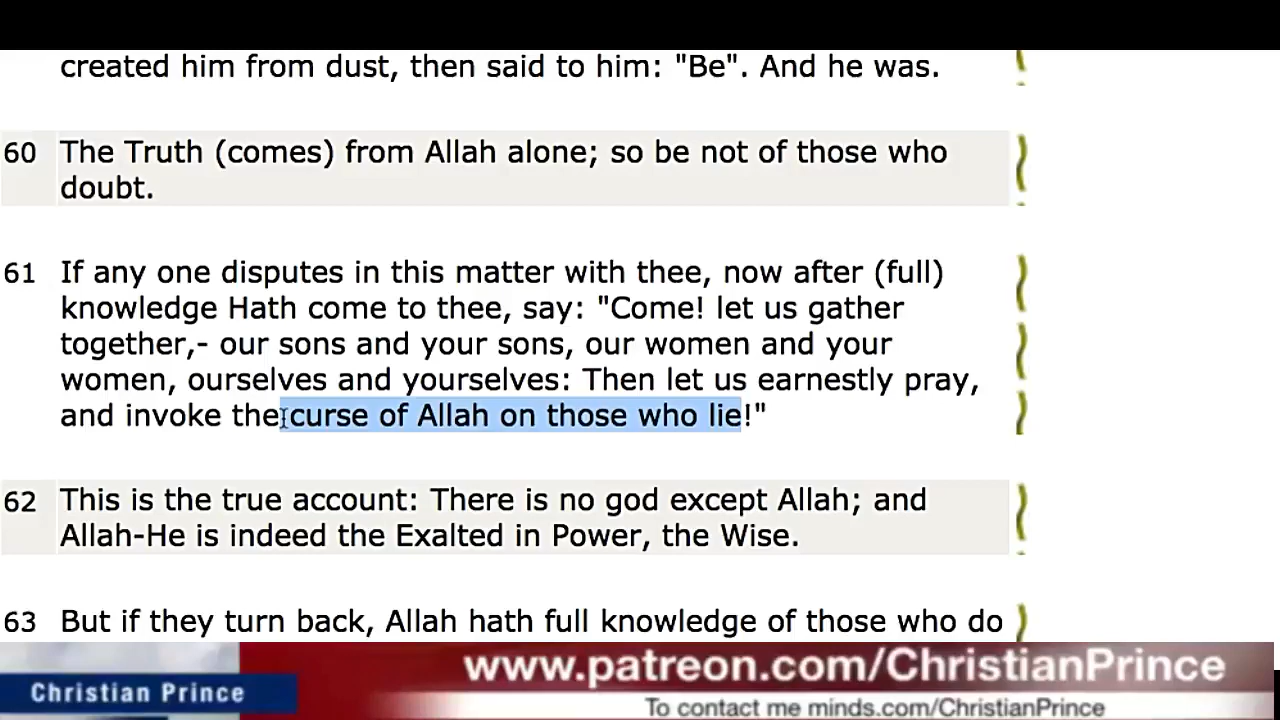 created him from dust, then said to him: "Be". And he was.
60 The Truth (comes) from Allah alone; so be not of those who
doubt.
61 If any one disputes in this matter with thee, now after (full)
knowledge Hath come to thee, say: "Come! let us gather
together,- our sons and your sons, our women and your
women, ourselves and yourselves: Then let us earnestly pray,
and invoke the curse of Allah on those who lie!"
62 This is the true account: There is no god except Allah; and
Allah-He is indeed the Exalted in Power, the Wise.
63 But if they turn back, Allah hath full knowledge of those who do
www.patreon.com/ChristianPrince
Christian Prince
To contact me minds.com/ChristianPrince